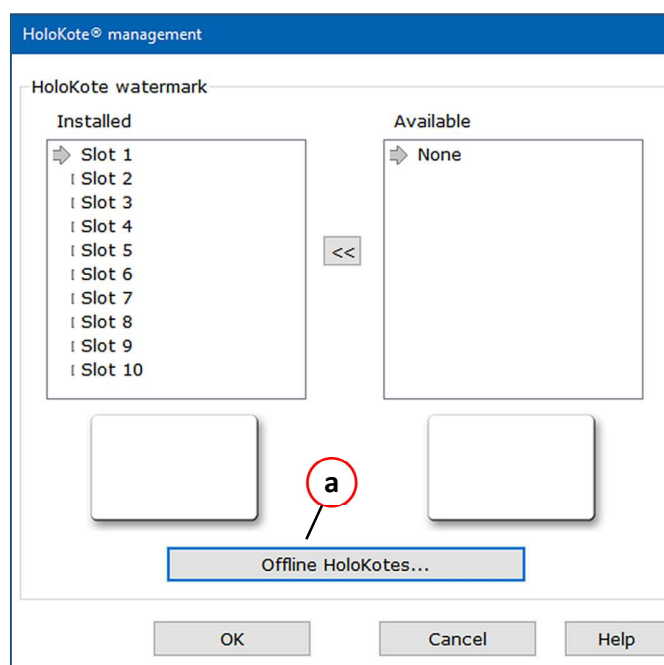 HoloKote® management
HoloKote watermark
Installed
Slot 1
Slot 2
Slot 3
Slot 4
Slot 5
Slot 6
Slot 7
Slot 8
Slot 9
Slot 10
<<
Available
None
a
Offline HoloKotes...
OK Cancel Help